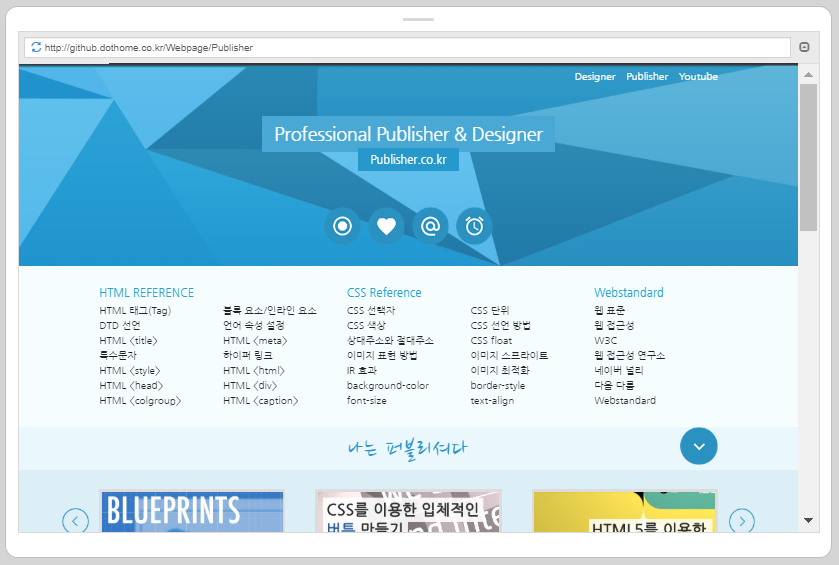 http://github.dothome.co.kr/Webpage/Publisher
Designer Publisher Youtube
Professional Publisher & Designer
Publisher.co.kr
HTML REFERENCE
HTML 태그(Tag)
DTD 선언
HTML <title>
특수문자
HTML <style>
HTML <head>
HTML <colgroup>
블록 요소/인라인 요소
언어 속성 설정
HTML <meta>
하이퍼 링크
HTML <html>
HTML <div>
HTML <caption>
CSS Reference
CSS 선택자
CSS 색상
상대주소와 절대주소
이미지 표현 방법
IR 효과
background-color
font-size
CSS 단위
CSS 선언 방법
CSS float
이미지 스프라이트
이미지 최적화
border-style
text-align
Webstandard
웹 표준
웹 접근성
W3C
웹 접근성 연구소
네이버 널리
다음 다룸
Webstandard
나는 퍼블리셔다
BLUEPRINTS
CSS를 이용한 입체적인
버튼 만들기
HTML5를 이용한